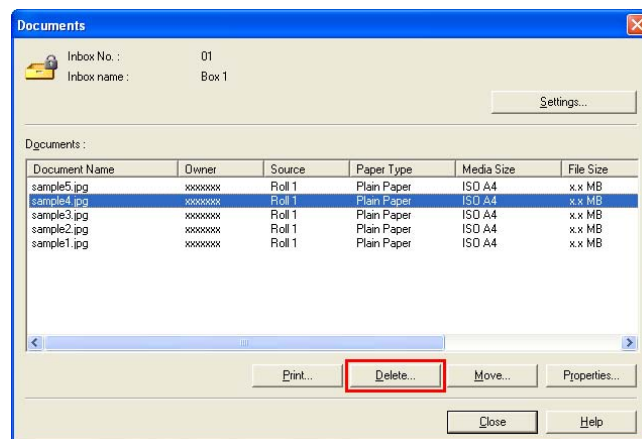 Documents
Inbox No. : 01
Inbox name : Box 1
Settings...
Documents :
Document Name Owner Source Paper Type Media Size File Size
sample5.jpg xxxxxxx Roll 1 Plain Paper ISO A4 x.x MB
sample4.jpg xxxxxxx Roll 1 Plain Paper ISO A4 x.x MB
sample3.jpg xxxxxxx Roll 1 Plain Paper ISO A4 x.x MB
sample2.jpg xxxxxxx Roll 1 Plain Paper ISO A4 x.x MB
sample1.jpg xxxxxxx Roll 1 Plain Paper ISO A4 x.x MB
Print... Delete... Move... Properties...
Close Help